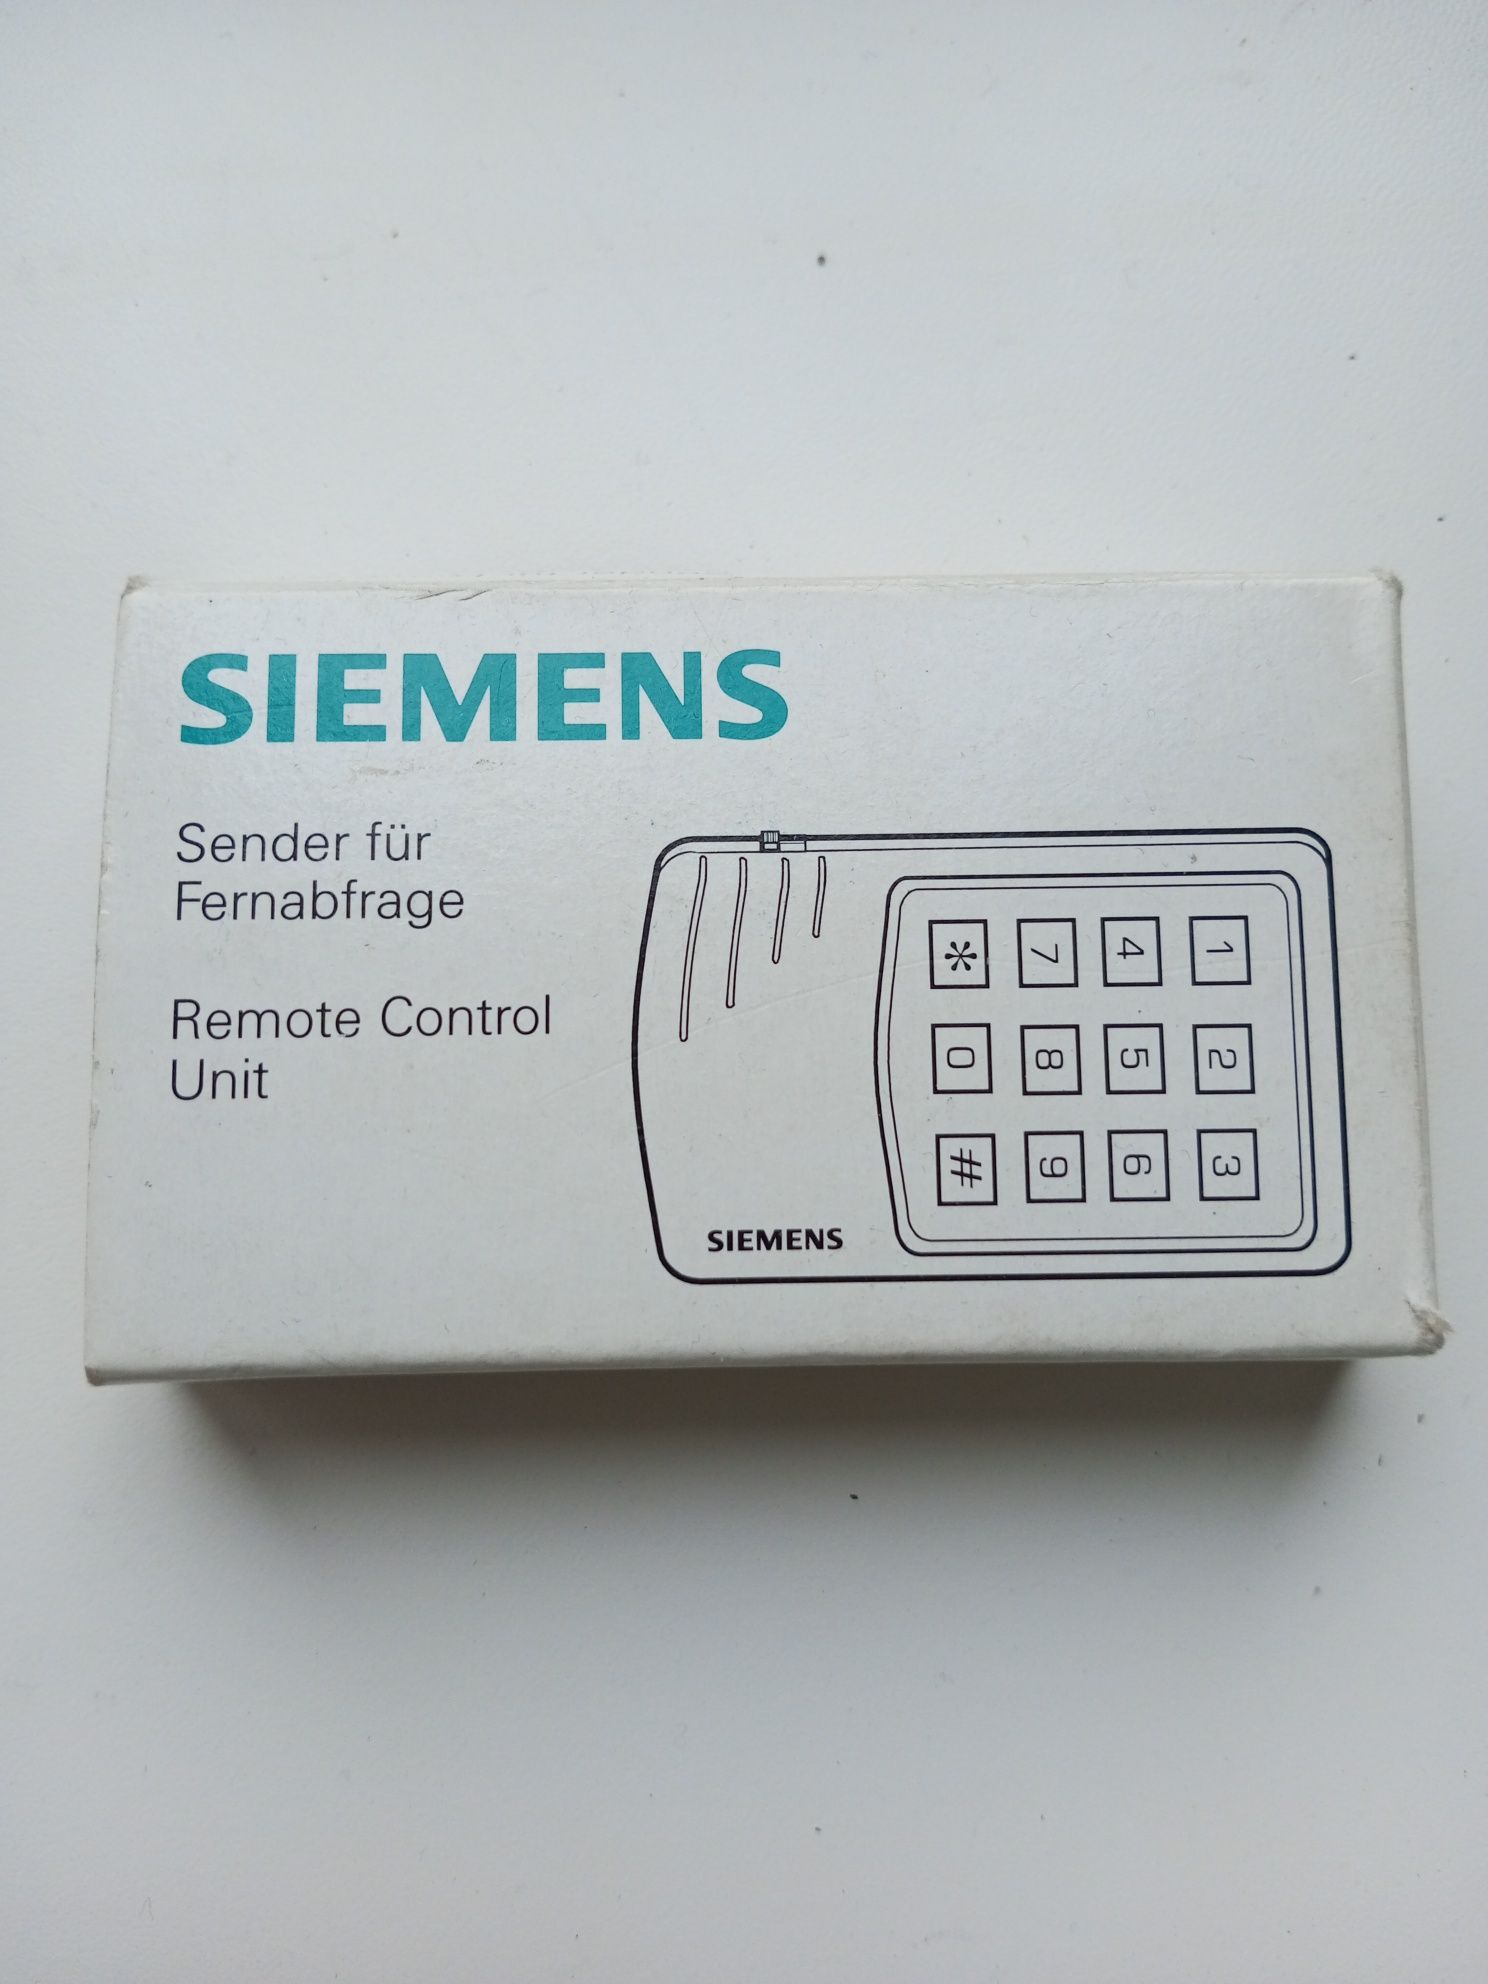 SIEMENS
Sender für
Fernabfrage
Remote Control
Unit
* 7 4 1
0 8 5 2
# 9 6 3
SIEMENS